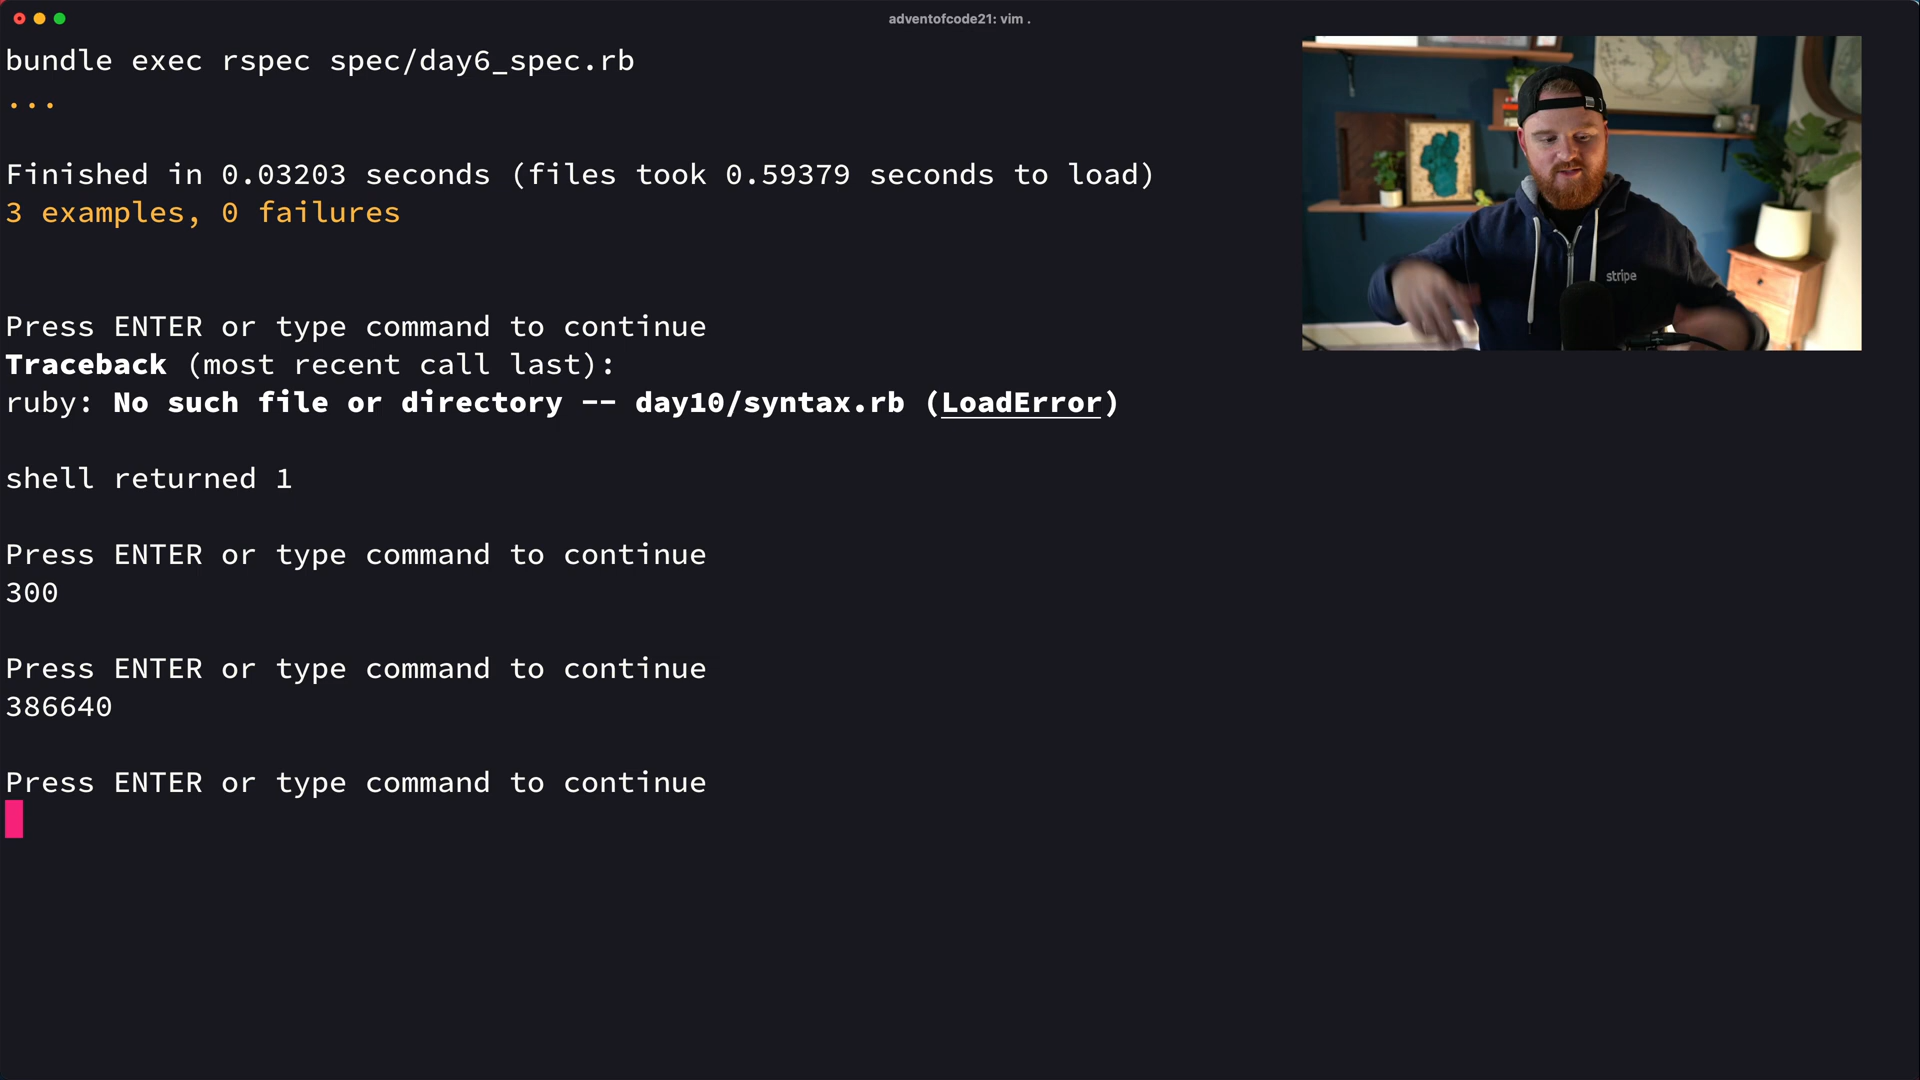 adventofcode21: vim .
bundle exec rspec spec/day6_spec.rb
...
Finished in 0.03203 seconds (files took 0.59379 seconds to load)
3 examples, 0 failures
Press ENTER or type command to continue
Traceback (most recent call last):
ruby: No such file or directory -- day10/syntax.rb (LoadError)
shell returned 1
Press ENTER or type command to continue
300
Press ENTER or type command to continue
386640
Press ENTER or type command to continue
stripe